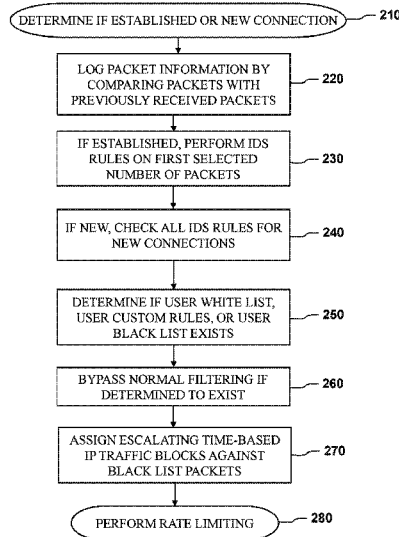 DETERMINE IF ESTABLISHED OR NEW CONNECTION
210
LOG PACKET INFORMATION BY
COMPARING PACKETS WITH
PREVIOUSLY RECEIVED PACKETS
220
IF ESTABLISHED, PERFORM IDS
RULES ON FIRST SELECTED
NUMBER OF PACKETS
230
IF NEW, CHECK ALL IDS RULES FOR
NEW CONNECTIONS
240
DETERMINE IF USER WHITE LIST,
USER CUSTOM RULES, OR USER
BLACK LIST EXISTS
250
BYPASS NORMAL FILTERING IF
DETERMINED TO EXIST
260
ASSIGN ESCALATING TIME-BASED
IP TRAFFIC BLOCKS AGAINST
BLACK LIST PACKETS
270
PERFORM RATE LIMITING
280